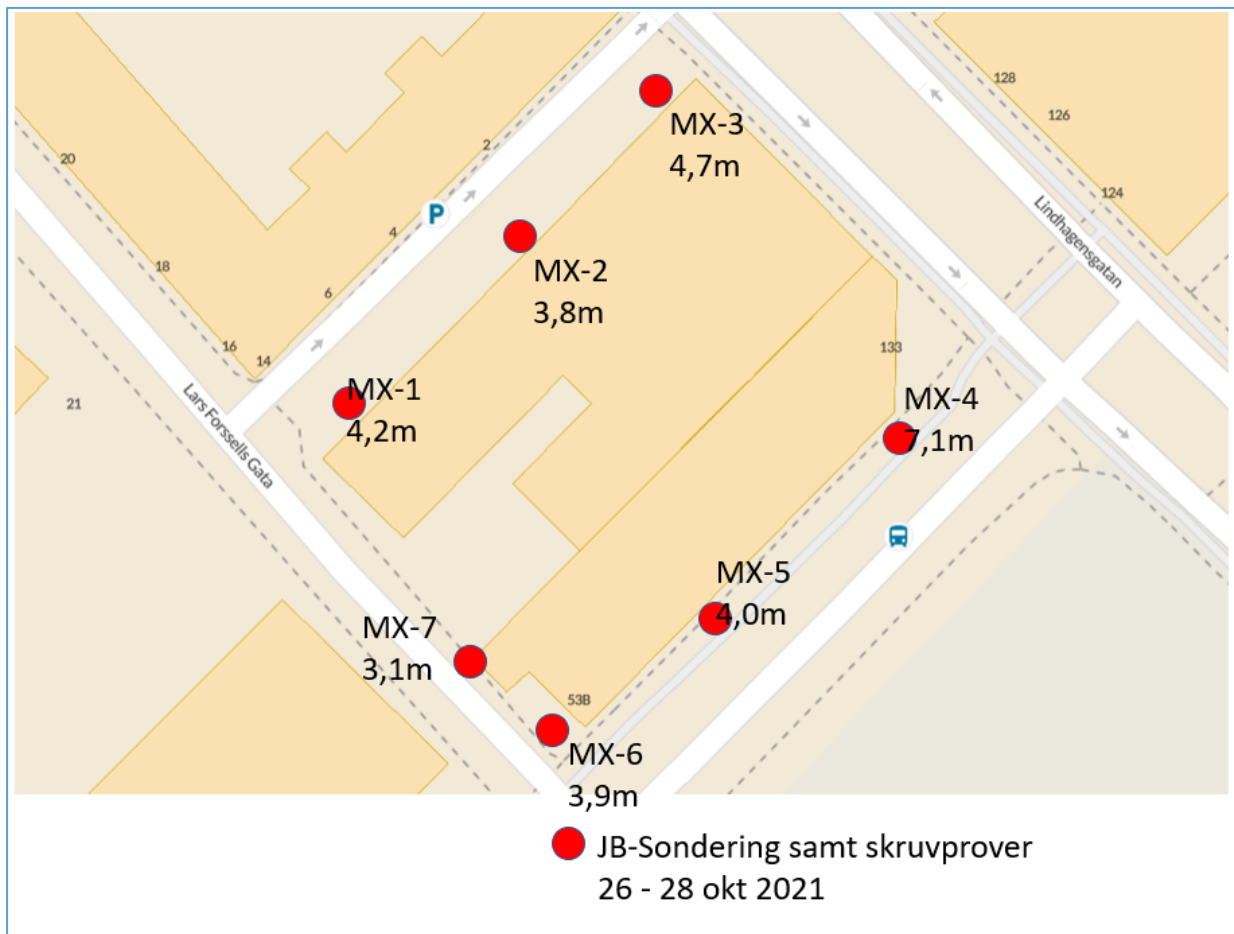 128
126
MX-3
4,7m
2
20
124
P
Lindhagensgatan
4
MX-2
3,8m
18
6
16
14
133
MX-1
4,2m
21
Lars Forssells Gata
MX-4
7,1m
MX-5
4,0m
MX-7
3,1m
53B
MX-6
3,9m
JB-Sondering samt skruvprover
26 - 28 okt 2021